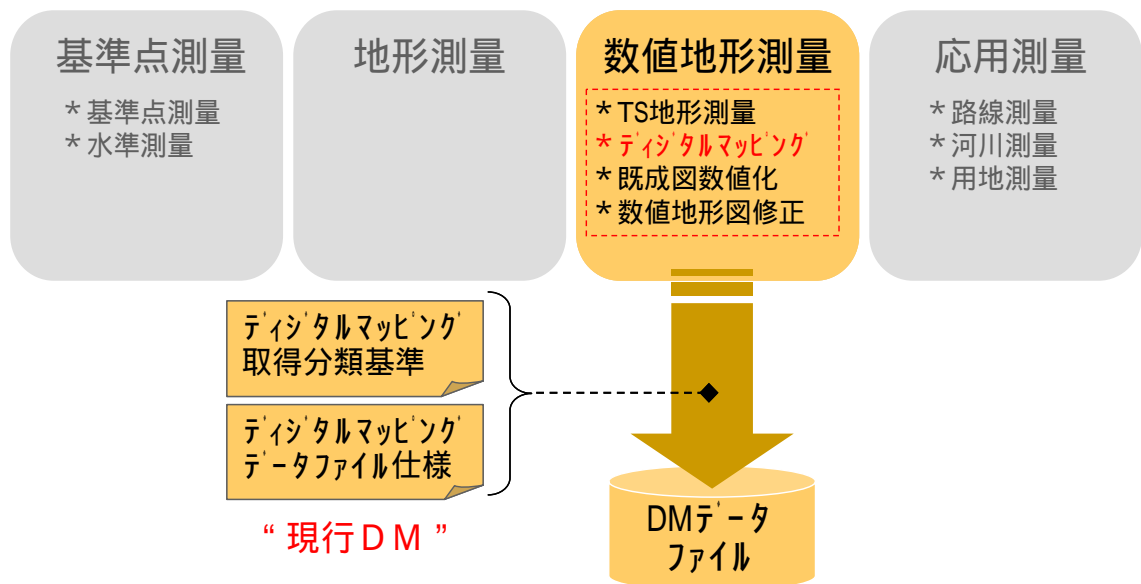 基準点測量
*基準点測量
*水準測量
地形測量
数値地形測量
*TS地形測量
*ディジタルマッピング
*既成図数値化
*数値地形図修正
応用測量
*路線測量
*河川測量
*用地測量
ディジタルマッピング
取得分類基準
ディジタルマッピング
データファイル仕様
“現行ＤＭ”
DMデータ
ファイル